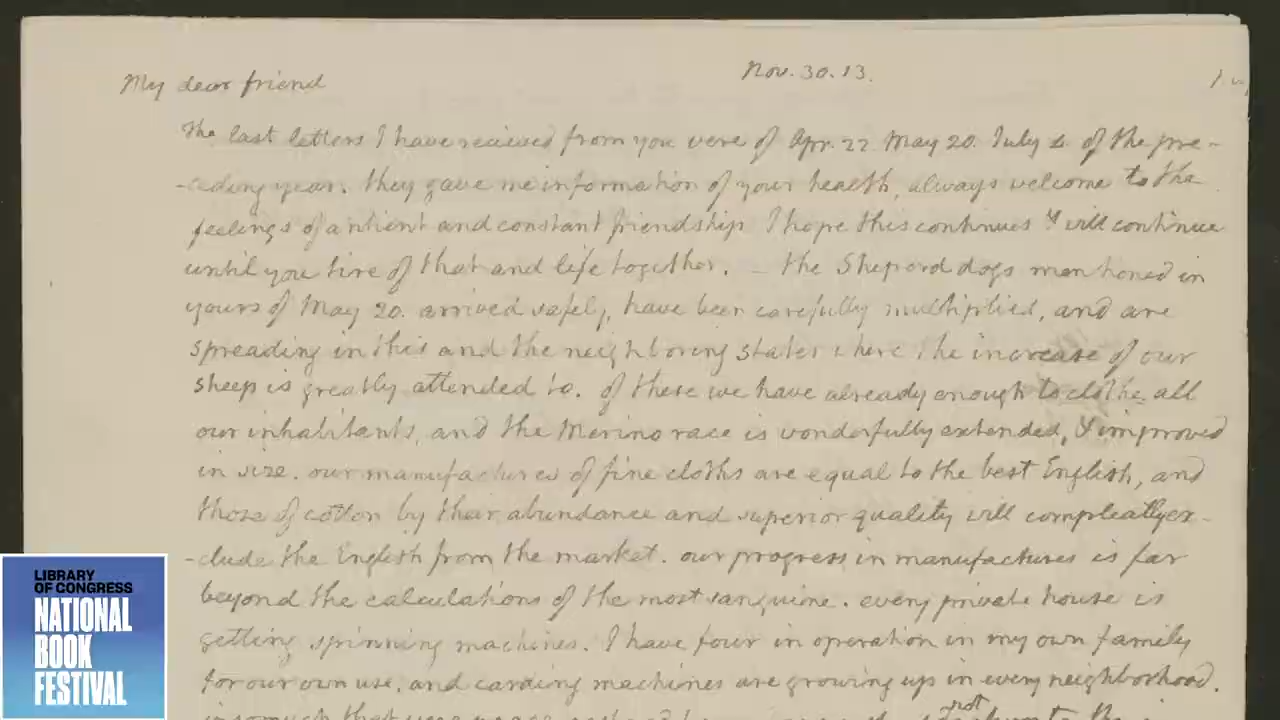 My dear friend
Nov. 30. 13.
The last letters I have recieved from you were of Apr. 22. May 20. July 4. of the pre-
-ceding year. they gave me information of your health, always welcome to the
feelings of antient and constant friendship. I hope this continues & will continue
until you tire of that and life together. – the Sheperd dogs mentioned in
yours of May 20. arrived safely, have been carefully multiplied, and are
spreading in this and the neighboring states where the increase of our
sheep is greatly attended to. of these we have already enough to clothe all
our inhabitants, and the Merino race is wonderfully extended, & improved
in size. our manufactures of fine cloths are equal to the best English, and
those of cotton by their abundance and superior quality will compleatly ex-
-clude the English from the market. our progress in manufactures is far
beyond the calculations of the most sanguine. every private house is
getting spinning machines. I have four in operation in my own family
for our own use. and carding machines are growing up in every neighborhood.
insomuch that were peace restored
not
LIBRARY
OF CONGRESS
NATIONAL
BOOK
FESTIVAL